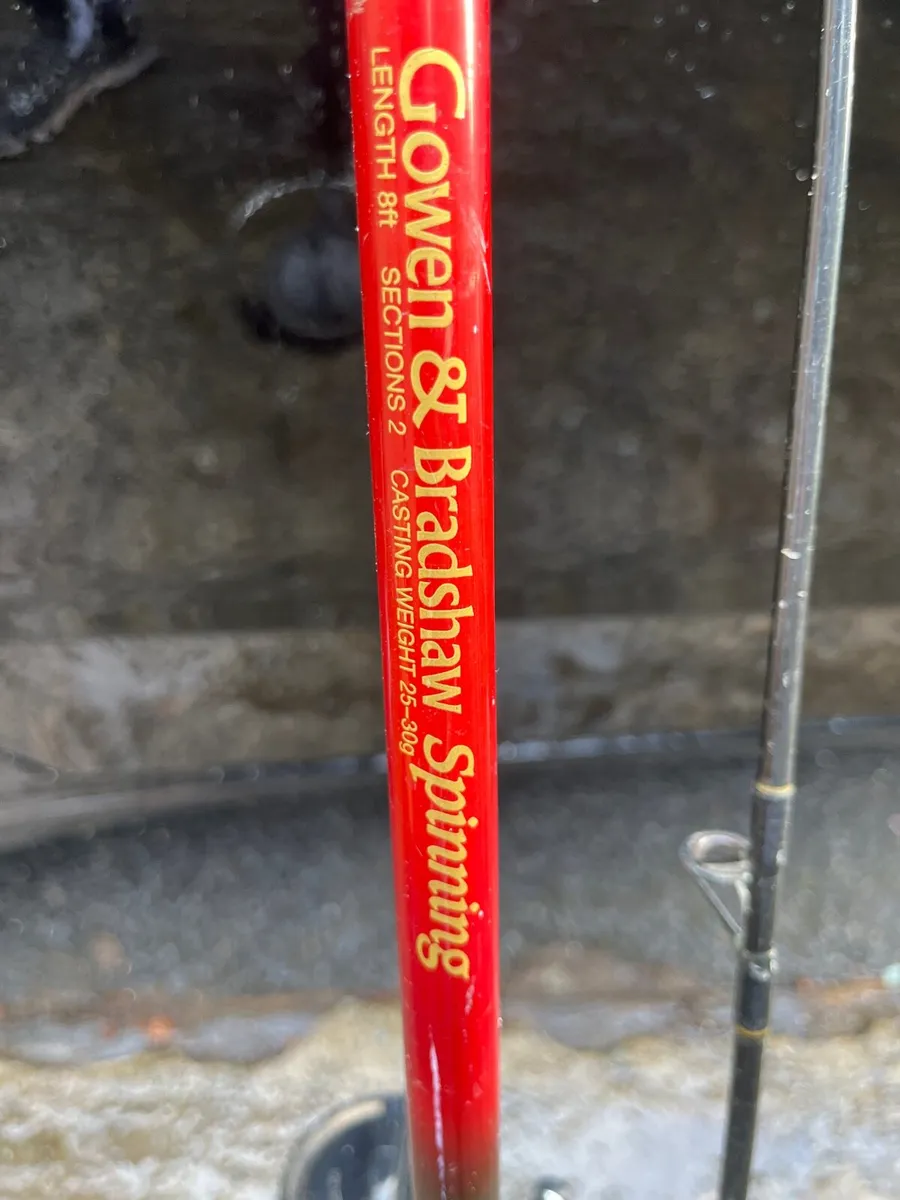 Gowen & Bradshaw Spinning
LENGTH 8ft SECTIONS 2 CASTING WEIGHT 25-30g